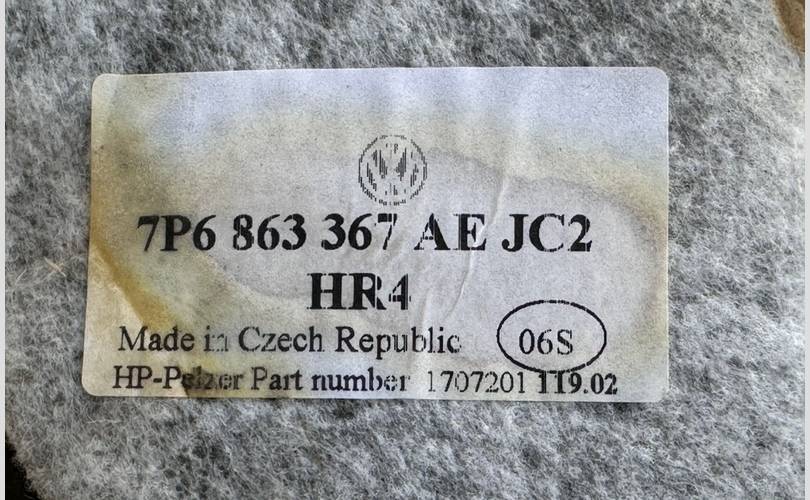 7P6 863 367 AE JC2
HR4
Made in Czech Republic 06S
HP-Pelzer Part number 1707201 119.02